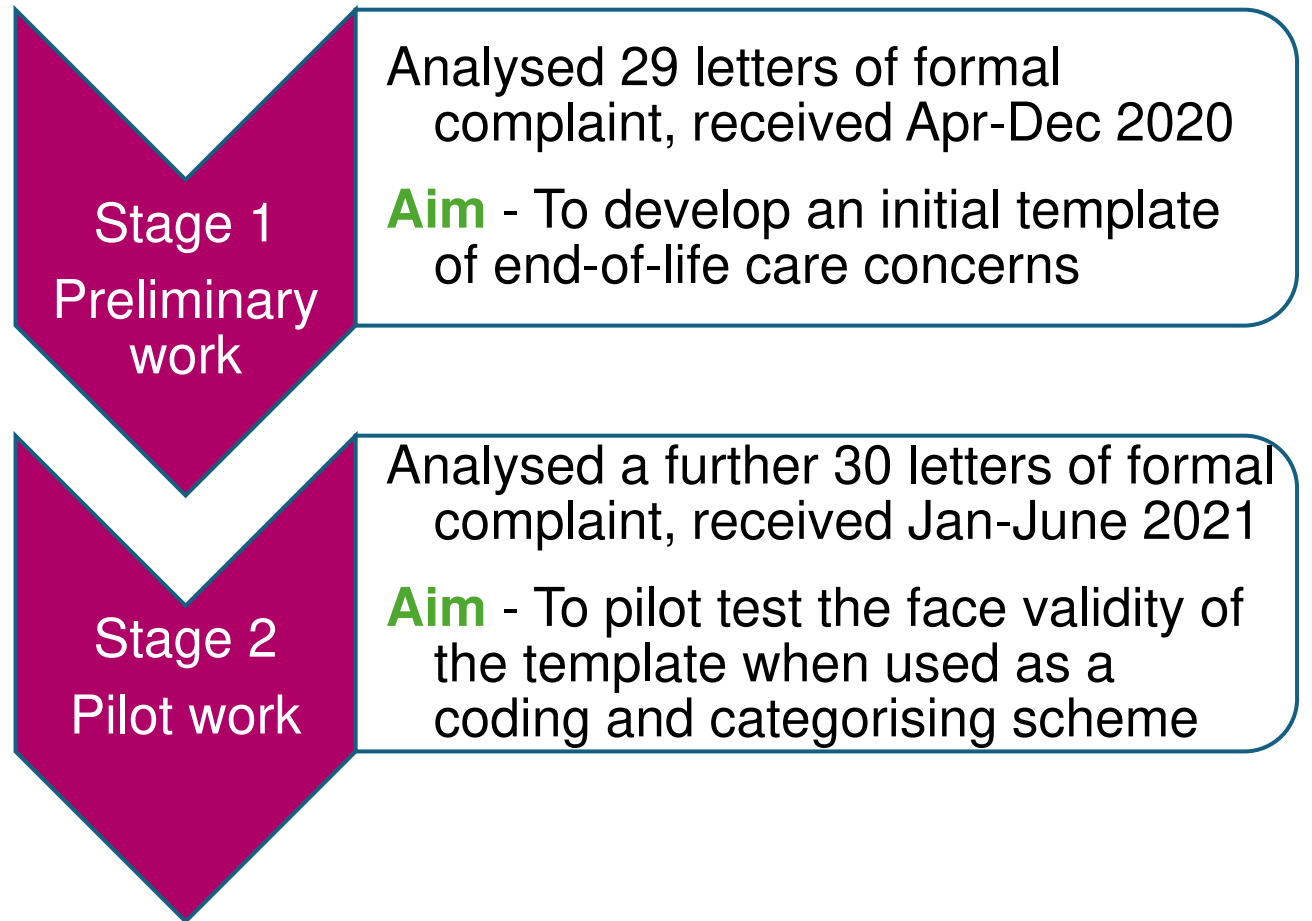 Stage 1
Preliminary
work
Analysed 29 letters of formal
complaint, received Apr-Dec 2020
Aim - To develop an initial template
of end-of-life care concerns
Stage 2
Pilot work
Analysed a further 30 letters of formal
complaint, received Jan-June 2021
Aim - To pilot test the face validity of
the template when used as a
coding and categorising scheme